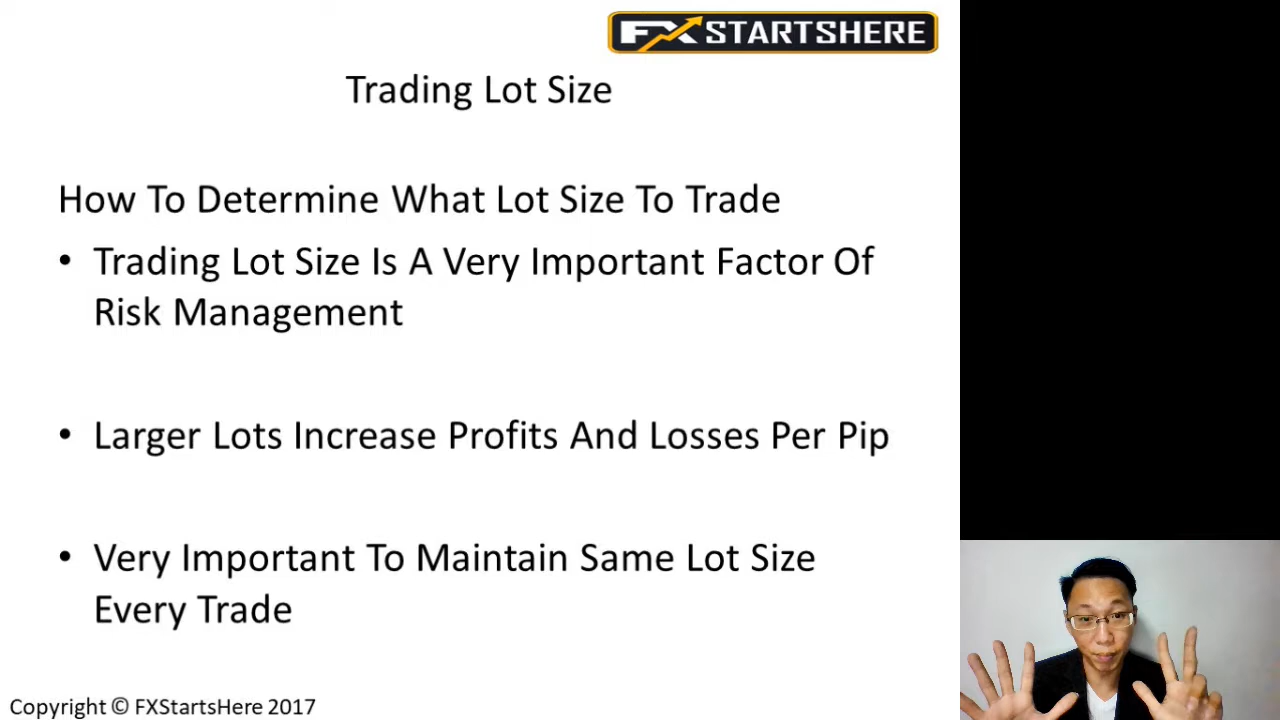 FX STARTSHERE
Trading Lot Size
How To Determine What Lot Size To Trade
• Trading Lot Size Is A Very Important Factor Of
Risk Management
• Larger Lots Increase Profits And Losses Per Pip
• Very Important To Maintain Same Lot Size
Every Trade
Copyright © FXStartsHere 2017